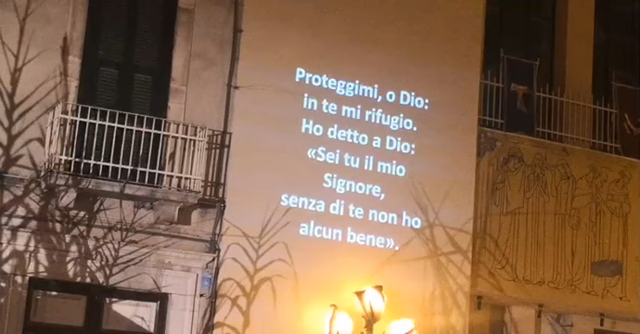 Proteggimi, o Dio:
in te mi rifugio.
Ho detto a Dio:
«Sei tu il mio
Signore,
senza di te non ho
alcun bene».